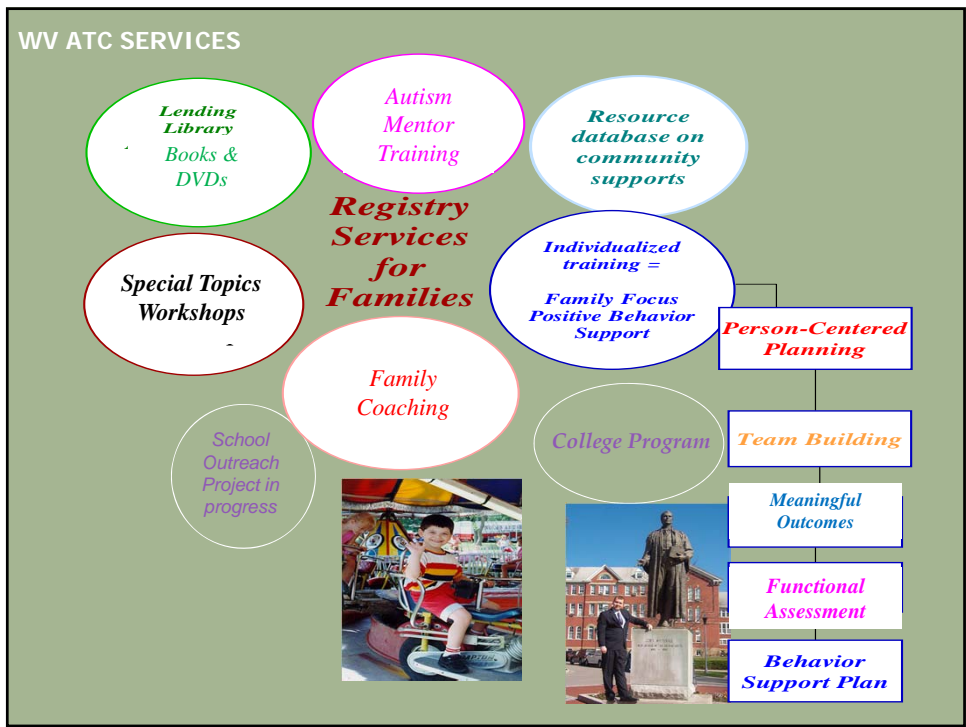 WV ATC SERVICES
Lending
Library
Books &
DVDs
Autism
Mentor
Training
Resource
database on
community
supports
Registry
Services
for
Families
Special Topics
Workshops
Individualized
training =
Family Focus
Positive Behavior
Support
Person-Centered
Planning
Family
Coaching
School
Outreach
Project in
progress
College Program
Team Building
Meaningful
Outcomes
Functional
Assessment
Behavior
Support Plan